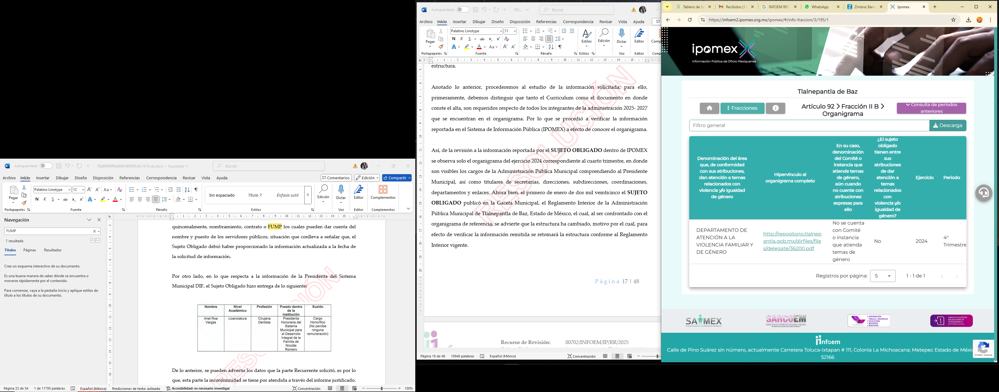 Autoguardado
76d8f0699fbb69618859f8c6c7473cda.docx • Guardado
Buscar
Archivo Inicio Insertar Dibujar Diseño Disposición Referencias Correspondencia Revisar Vista Ayuda
Comentarios Edición Compartir
Pegar
Palatino Linotype 12
Sin espaciado Título 7 Énfasis sutil
Edición Dictar Editor Complementos
Portapapeles Fuente Párrafo Estilos Voz Editor Complementos
Navegación
FUMP
1 resultado
Títulos Páginas Resultados
Cree un esquema interactivo de su documento.
Es una buena manera de saber dónde se encuentra o
moverse rápidamente por el contenido.
Para comenzar, vaya a la pestaña Inicio y aplique estilos de
título a los títulos de su documento.
quincenalmente, nombramiento, contrato o FUMP los cuales pueden dar cuenta del
nombre y puesto de los servidores públicos, situación que conlleva a señalar que, el
Sujeto Obligado debió haber proporcionado la información actualizada a la fecha de
la solicitud de información.
Por otro lado, en lo que respecta a la información de la Presidenta del Sistema
Municipal DIF, el Sujeto Obligado hizo entrega de lo siguiente:
Nombre
Nivel Académico
Profesión
Puesto dentro de la institución
Sueldo
Anel Roa Vargas
Licenciatura
Cirujana Dentista
Presidenta Honoraria del Sistema Municipal para el Desarrollo Integral de la Familia de Nicolás Romero
Cargo Honorifico (No percibe ninguna remuneración)
De lo anterior, se pueden advertir los datos que la parte Recurrente solicitó, es por lo
que, esta parte la inconformidad se tiene por atendida a través del informe justificado.
Página 33 de 54 1 de 11795 palabras Español (México) Predicciones de texto: activado Accesibilidad: es necesario investigar Concentración 100%
Autoguardado
702....
Buscar
Archivo Inicio Insertar Dibujar Diseño Disposición Referencias Correspondencia Revisar Vista Ayuda
Pegar
Palatino Linotype 11
Estilos Edición Dictar Editor Comp
Portapapeles Fuente Párrafo Estilos Voz Editor Comp
estructura.
Anotado lo anterior, procederemos al estudio de la información solicitada; para ello,
primeramente, debemos distinguir que tanto el Curriculum como el documento en donde
conste el alta, son requeridos respecto de todos los integrantes de la administración 2025- 2027
que se encuentran en el organigrama. Por lo que se procedió a verificar la información
reportada en el Sistema de Información Pública (IPOMEX) a efecto de conocer el organigrama.
Así, de la revisión a la información reportada por el SUJETO OBLIGADO dentro de IPOMEX
se observa solo el organigrama del ejercicio 2024 correspondiente al cuarto trimestre, en donde
son visibles los cargos de la Administración Pública Municipal comprendiendo al Presidente
Municipal, así como titulares de secretarías, direcciones, subdirecciones, coordinaciones,
departamentos y enlaces. Ahora bien, el primero de enero de dos mil veinticinco el SUJETO
OBLIGADO publicó en la Gaceta Municipal, el Reglamento Interior de la Administración
Pública Municipal de Tlalnepantla de Baz, Estado de México, el cual, al ser confrontado con el
organigrama de referencia, se advierte que la estructura ha cambiado, motivo por el cual, para
efecto de verificar la información remitida se retomará la estructura conforme al Reglamento
Interior vigente.
RESOLUCIÓN
Página 17 | 48
Recurso de Revisión: 00702/INFOEM/IP/RR/2025
Página 18 de 48 10948 palabras Español (México) Concentración
Tablero de Se Recibidos (1. INFOEM REC WhatsApp Zimbra: Band Ipomex
https://infoem2.ipomex.org.mx/ipomex/#/info-fraccion/3/195/1
ipomex
Información Pública de Oficio Mexiquense
Tlalnepantla de Baz
Fracciones
Artículo 92 > Fracción II B >
Organigrama
Consulta de periodos
anteriores
Filtro general
Descarga
Denominación del área
que, de conformidad
con sus atribuciones,
dan atención a temas
relacionados con
violencia y/o igualdad
de género
Hipervínculo al
organigrama completo
En su caso,
denominación
del Comité o
instancia que
atiende temas
de género,
aún cuando
no cuente con
atribuciones
expresas para
ello
¿El sujeto
obligado
tienen entre
sus
atribuciones
de dar
atención a
temas
relacionados
con
violencia y/o
igualdad de
género?
Ejercicio
Periodo
DEPARTAMENTO DE
ATENCIÓN A LA
VIOLENCIA FAMILIAR Y
DE GÉNERO
http://repositorio.tlalnep
antla.gob.mx/dirfiles/file
s/delegate/36200.pdf
No se cuenta
con Comité
o instancia
que atienda
temas de
género
No
2024
4°
Trimestre
Registros por página: 5 1 - 1 de 1
SAIMEX
SARCOEM
INFORMACIÓN
PÚBLICA / DENUNCIAS
SOLICITUDES
RECURSOS
BUSCADOR
CONSULTA NUESTRAS
OBLIGACIONES DE
TRANSPARENCIA
infoem
Calle de Pino Suárez sin número, actualmente Carretera Toluca-Ixtapan # 111, Colonia La Michoacana; Metepec Estado de Méxi
52166